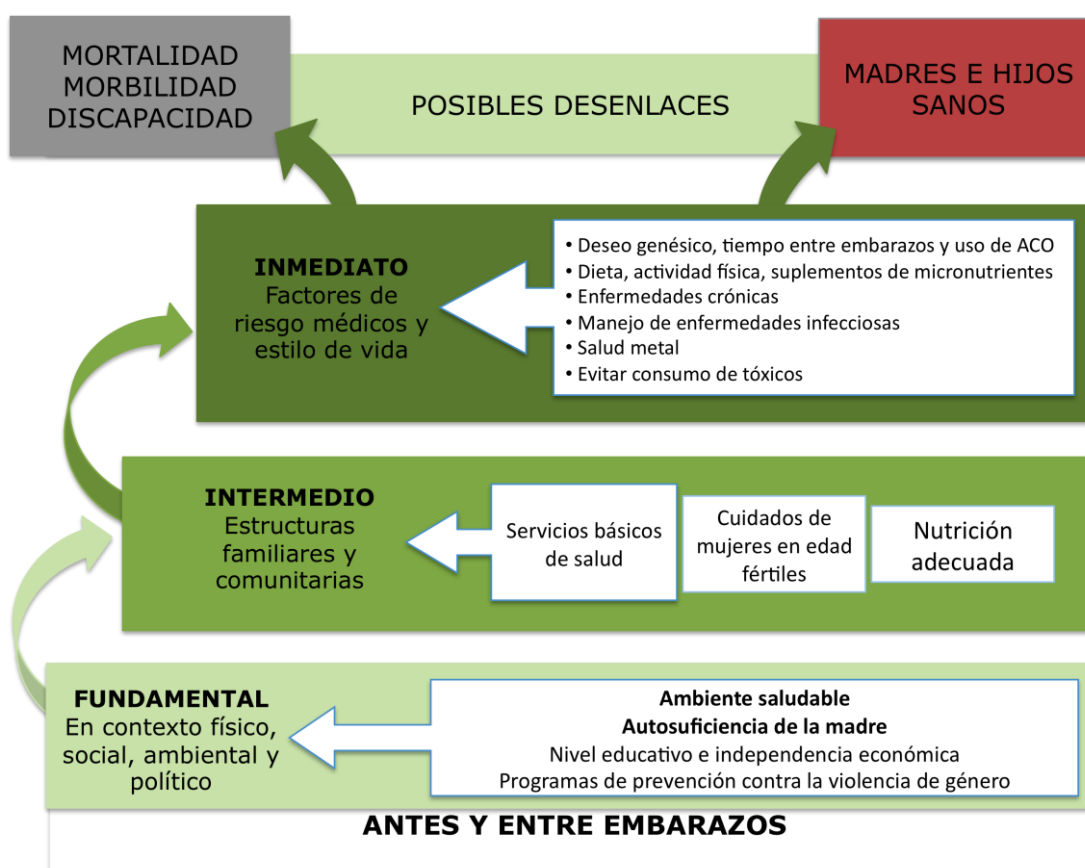 MORTALIDAD
MORBILIDAD
DISCAPACIDAD
POSIBLES DESENLACES
MADRES E HIJOS
SANOS
INMEDIATO
Factores de
riesgo médicos y
estilo de vida
• Deseo genésico, tiempo entre embarazos y uso de ACO
• Dieta, actividad física, suplementos de micronutrientes
• Enfermedades crónicas
• Manejo de enfermedades infecciosas
• Salud metal
• Evitar consumo de tóxicos
INTERMEDIO
Estructuras
familiares y
comunitarias
Servicios básicos
de salud
Cuidados de
mujeres en edad
fértiles
Nutrición
adecuada
FUNDAMENTAL
En contexto físico,
social, ambiental y
político
Ambiente saludable
Autosuficiencia de la madre
Nivel educativo e independencia económica
Programas de prevención contra la violencia de género
ANTES Y ENTRE EMBARAZOS